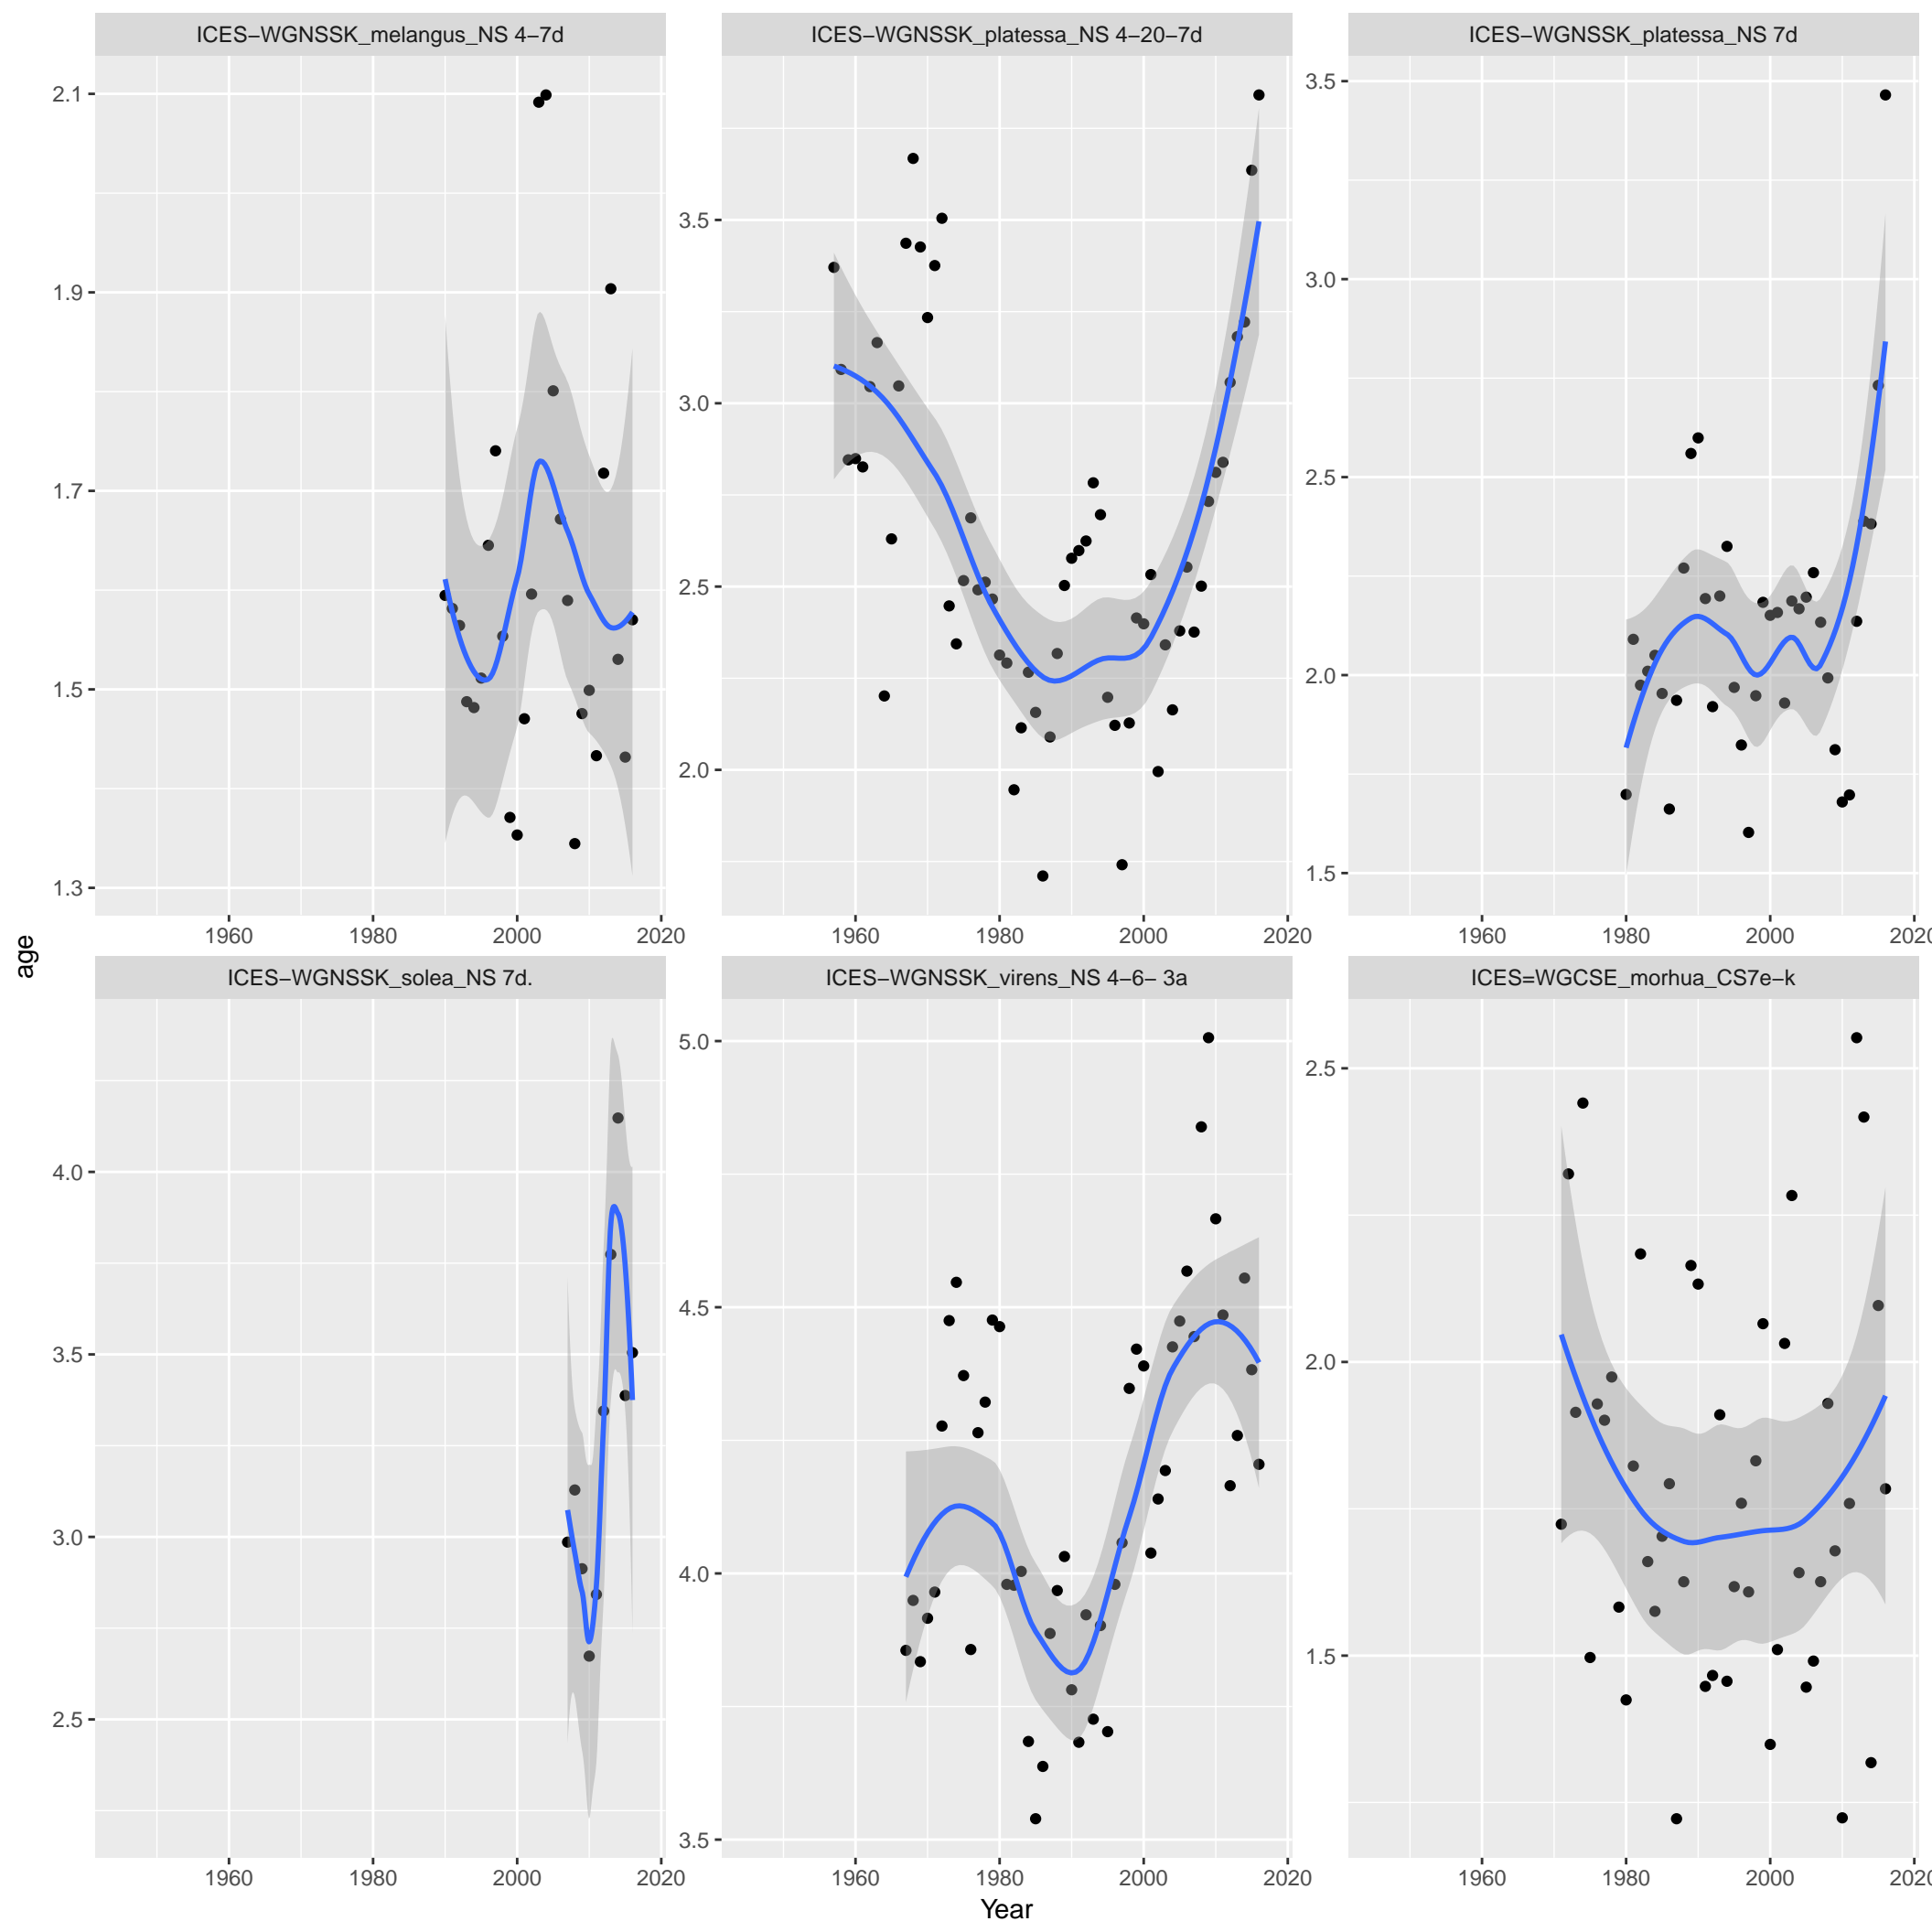 ICES−WGNSSK_melangus_NS 4−7d
ICES−WGNSSK_platessa_NS 4−20−7d
ICES−WGNSSK_platessa_NS 7d
2.1
1.9
1.7
1.5
1.3
3.5
3.0
2.5
2.0
3.5
3.0
2.5
2.0
1.5
1960 1980 2000 2020
1960 1980 2000 2020
1960 1980 2000 2020
age
ICES−WGNSSK_solea_NS 7d.
ICES−WGNSSK_virens_NS 4−6− 3a
ICES=WGCSE_morhua_CS7e−k
4.0
3.5
3.0
2.5
5.0
4.5
4.0
3.5
2.5
2.0
1.5
1960 1980 2000 2020
1960 1980 2000 2020
1960 1980 2000 2020
Year